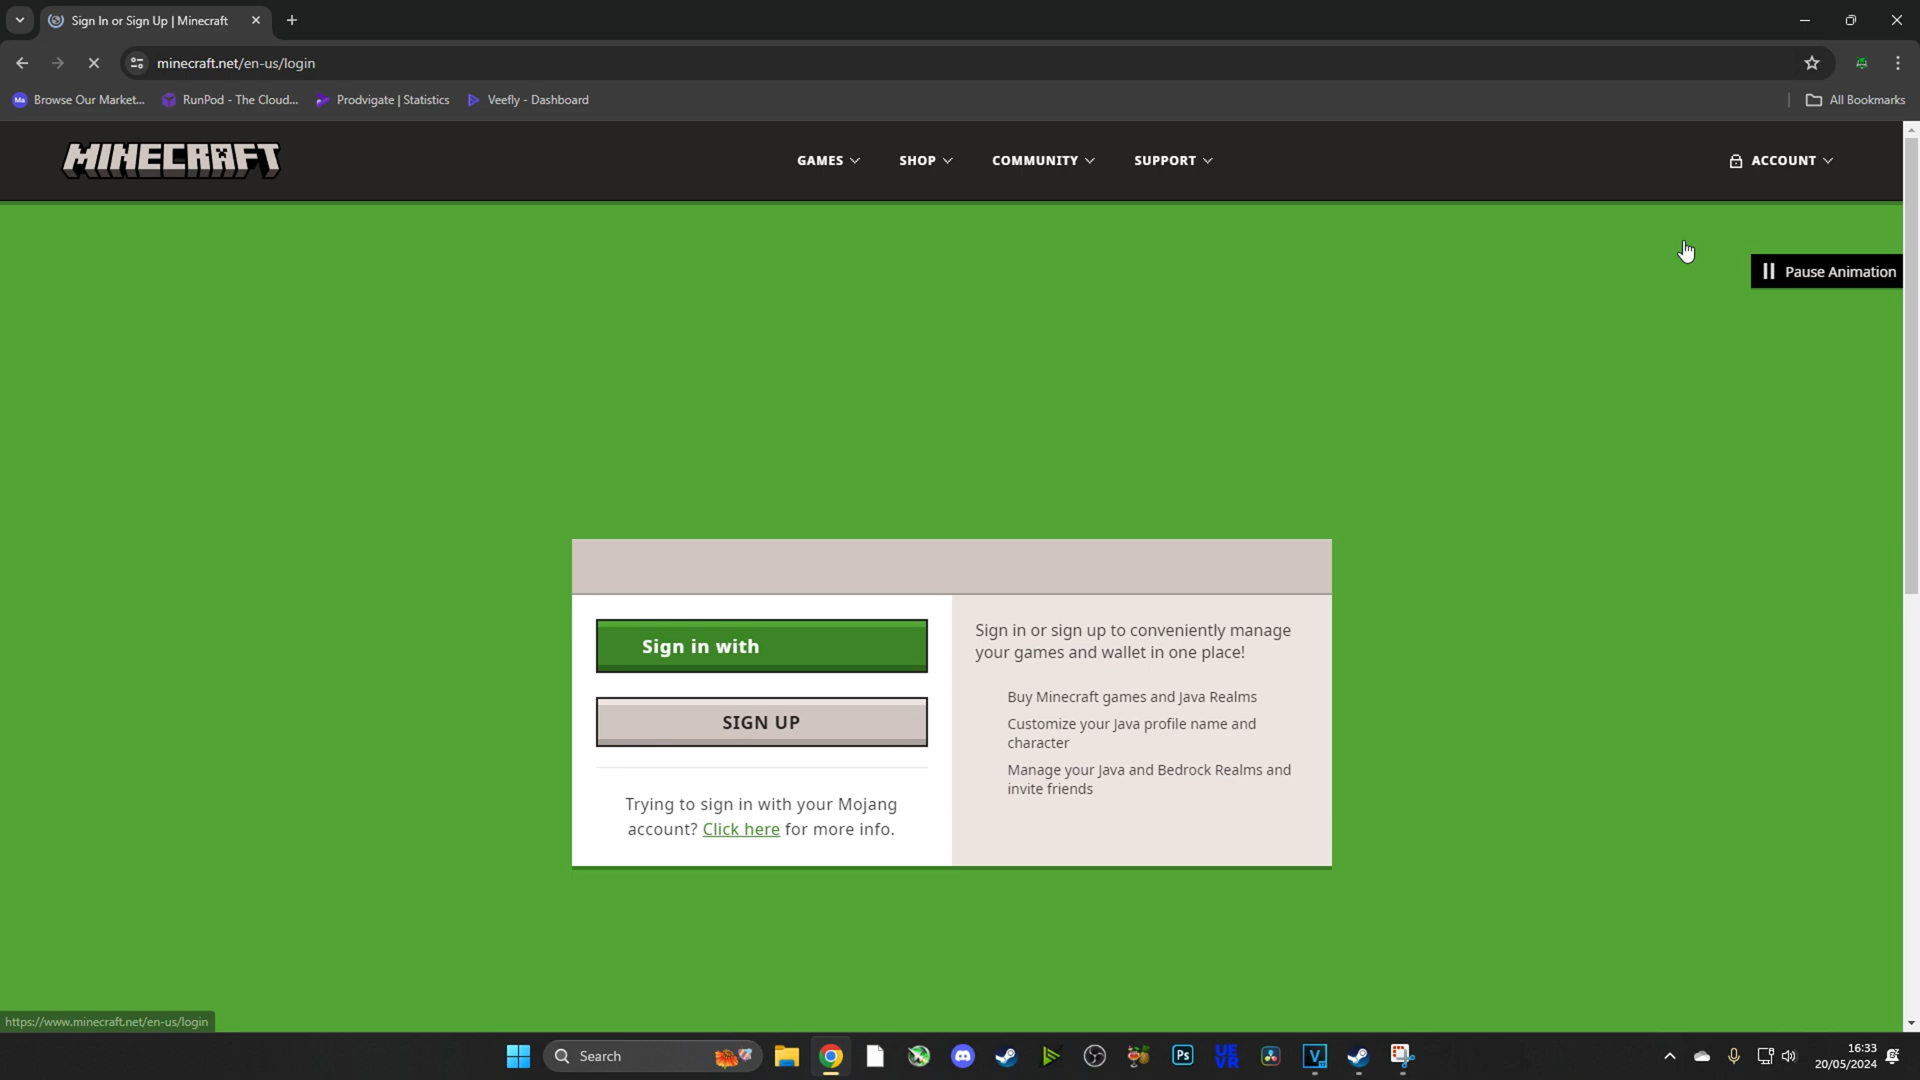 Sign In or Sign Up | Minecraft
minecraft.net/en-us/login
Ma Browse Our Market... RunPod - The Cloud... Prodvigate | Statistics Veefly - Dashboard All Bookmarks
MINECRAFT GAMES SHOP COMMUNITY SUPPORT ACCOUNT
Pause Animation
Sign in with
SIGN UP
Trying to sign in with your Mojang
account? Click here for more info.
Sign in or sign up to conveniently manage
your games and wallet in one place!
Buy Minecraft games and Java Realms
Customize your Java profile name and
character
Manage your Java and Bedrock Realms and
invite friends
https://www.minecraft.net/en-us/login
Search Ps UEVR V 16:33
20/05/2024